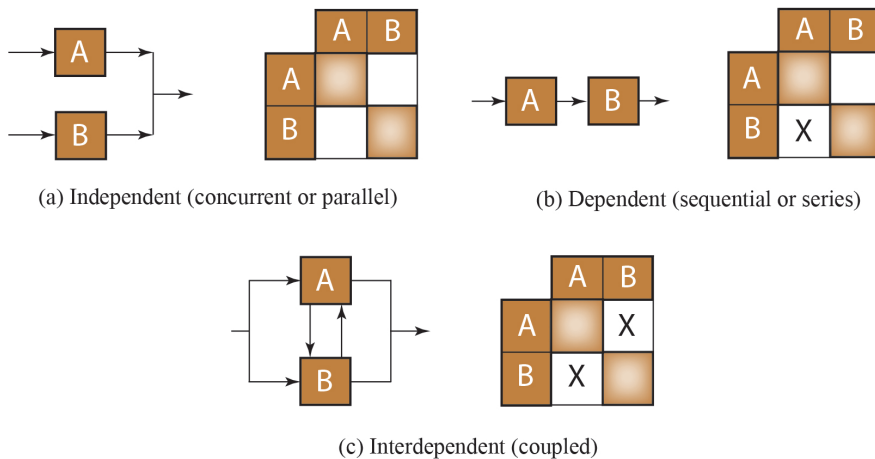 A
B
A B
A
B
(a) Independent (concurrent or parallel)
A B
A B
A
B X
(b) Dependent (sequential or series)
A
B
A B
A X
B X
(c) Interdependent (coupled)